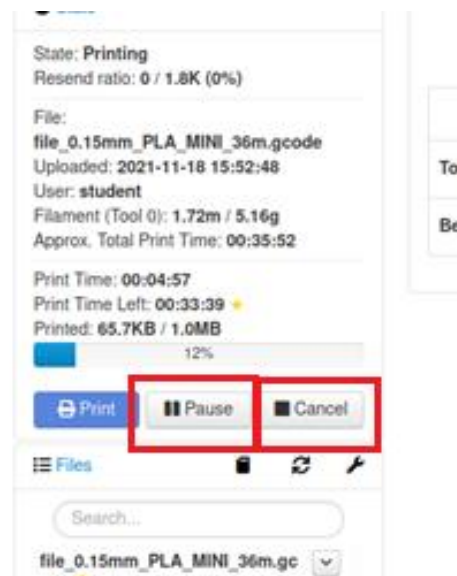 State
State: Printing
Resend ratio: 0 / 1.8K (0%)
File:
file_0.15mm_PLA_MINI_36m.gcode
Uploaded: 2021-11-18 15:52:48
User: student
Filament (Tool 0): 1.72m / 5.16g
Approx. Total Print Time: 00:35:52
Print Time: 00:04:57
Print Time Left: 00:33:39
Printed: 65.7KB / 1.0MB
12%
Print Pause Cancel
Files
Search...
file_0.15mm_PLA_MINI_36m.gc
To
Be